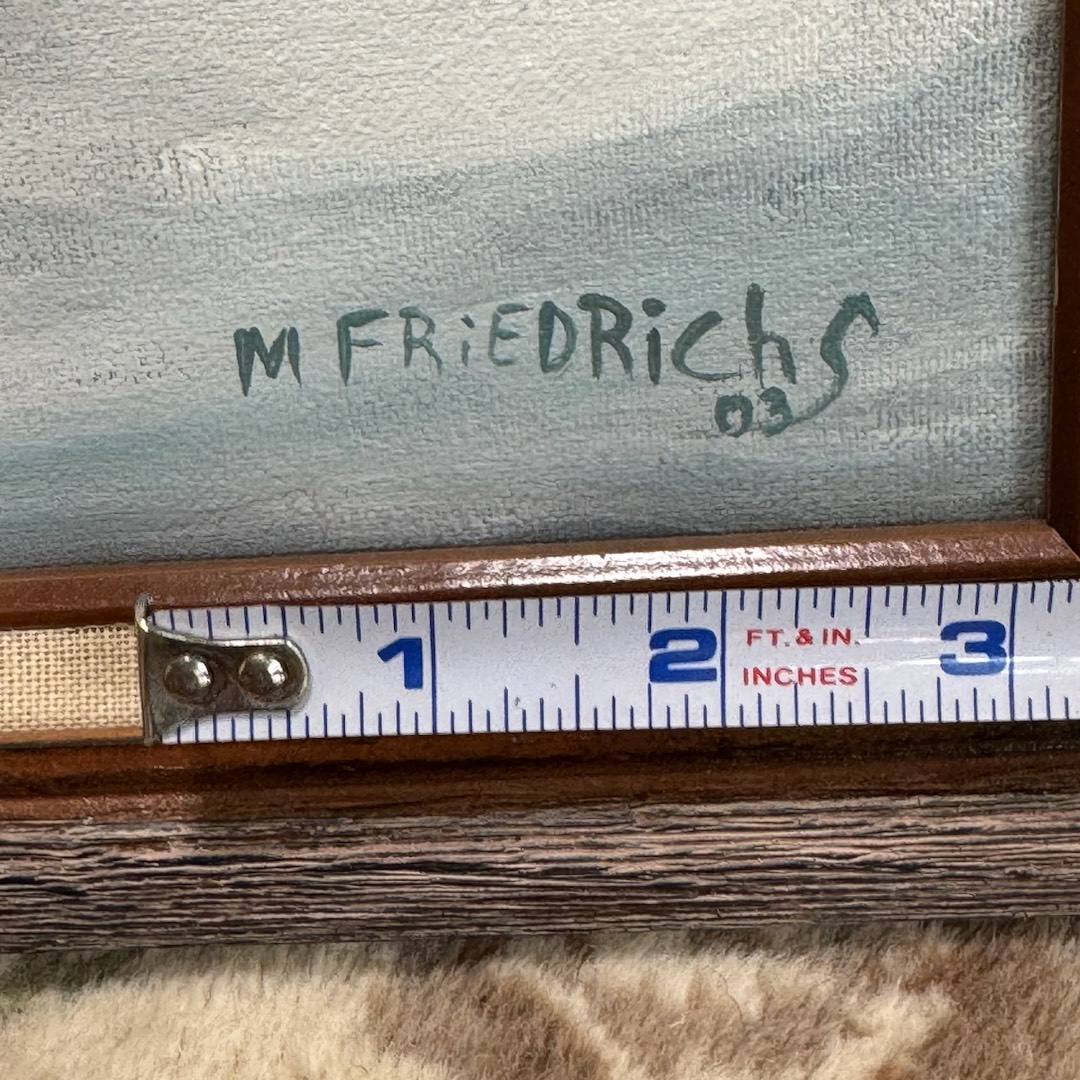 M FRiEDRichS
03
1 2 FT. & IN. 3
INCHES